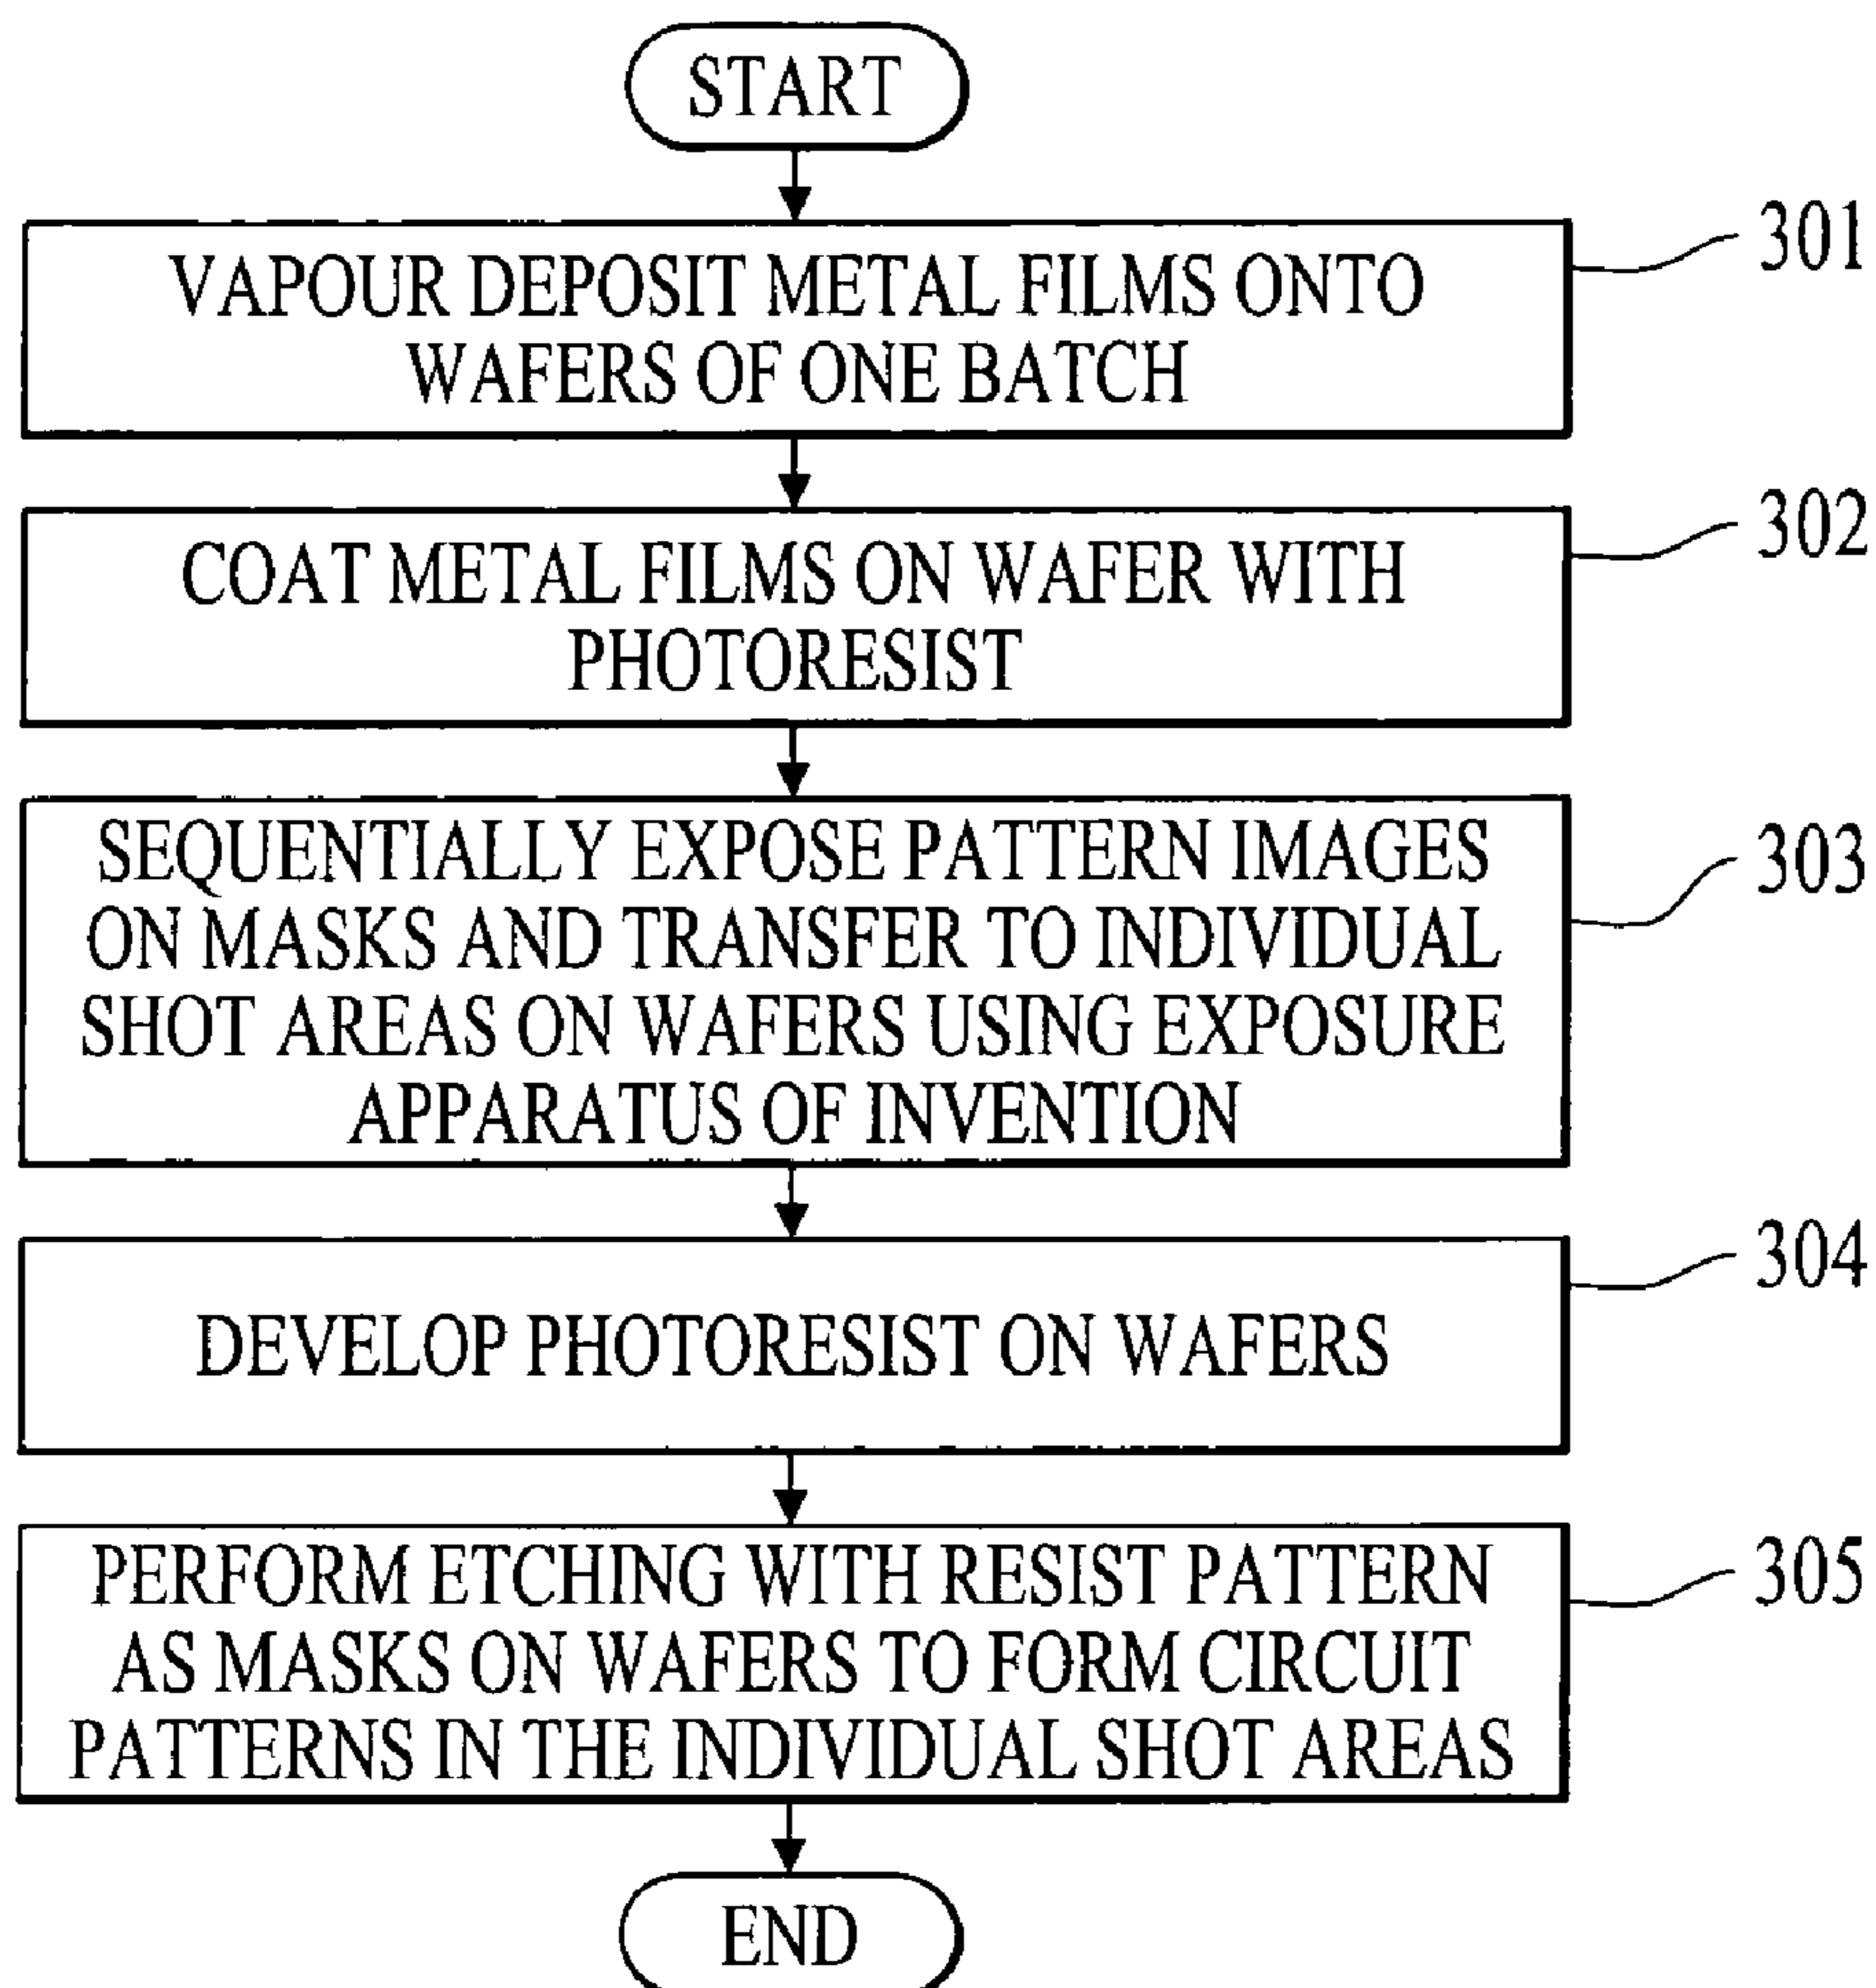 START
VAPOUR DEPOSIT METAL FILMS ONTO
WAFERS OF ONE BATCH
301
COAT METAL FILMS ON WAFER WITH
PHOTORESIST
302
SEQUENTIALLY EXPOSE PATTERN IMAGES
ON MASKS AND TRANSFER TO INDIVIDUAL
SHOT AREAS ON WAFERS USING EXPOSURE
APPARATUS OF INVENTION
303
DEVELOP PHOTORESIST ON WAFERS
304
PERFORM ETCHING WITH RESIST PATTERN
AS MASKS ON WAFERS TO FORM CIRCUIT
PATTERNS IN THE INDIVIDUAL SHOT AREAS
305
END